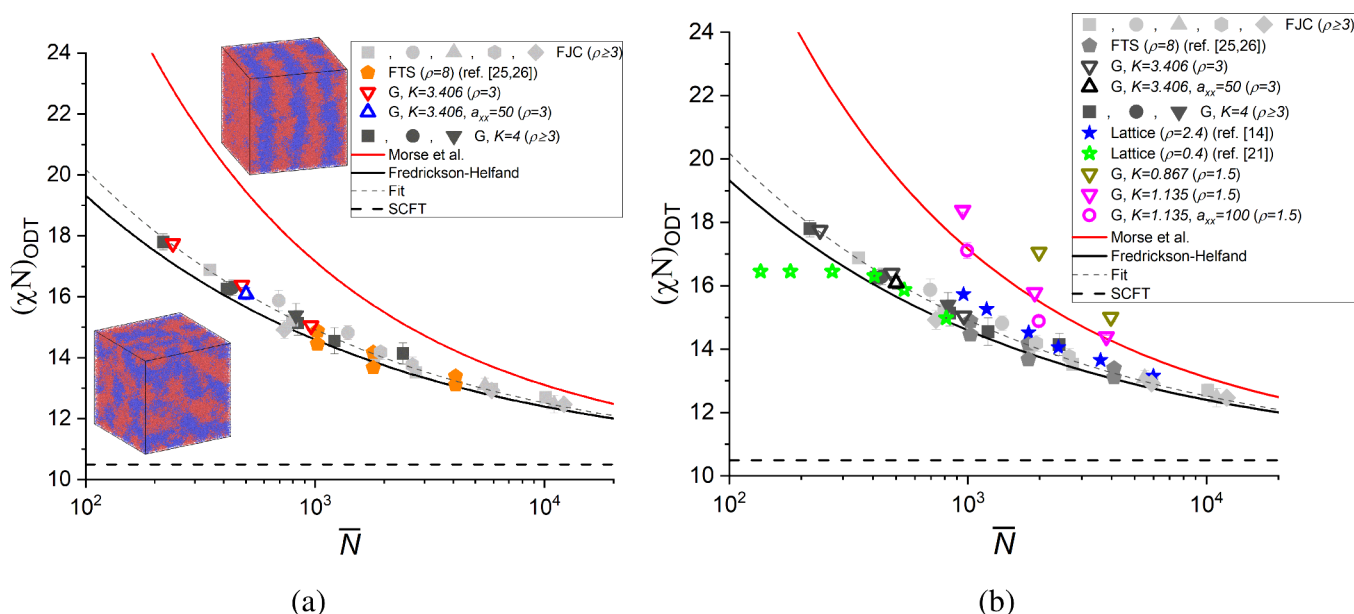 24
22
20
18
16
14
12
10
(χN)ODT
10²
10³
10⁴
N̅
, , , , FJC (ρ≥3)
FTS (ρ=8) (ref. [25,26])
G, K=3.406 (ρ=3)
G, K=3.406, aₓₓ=50 (ρ=3)
, , G, K=4 (ρ≥3)
Morse et al.
Fredrickson-Helfand
Fit
SCFT
(a)
24
22
20
18
16
14
12
10
(χN)ODT
10²
10³
10⁴
N̅
, , , , FJC (ρ≥3)
FTS (ρ=8) (ref. [25,26])
G, K=3.406 (ρ=3)
G, K=3.406, aₓₓ=50 (ρ=3)
, , G, K=4 (ρ≥3)
Lattice (ρ=2.4) (ref. [14])
Lattice (ρ=0.4) (ref. [21])
G, K=0.867 (ρ=1.5)
G, K=1.135 (ρ=1.5)
G, K=1.135, aₓₓ=100 (ρ=1.5)
Morse et al.
Fredrickson-Helfand
Fit
SCFT
(b)